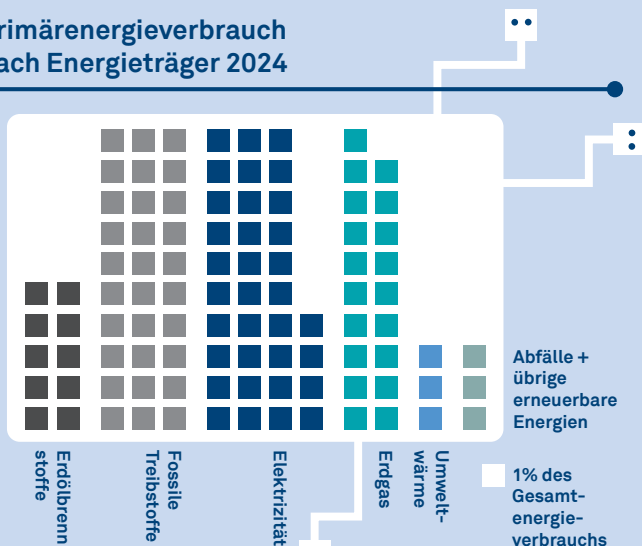 rimärenergieverbrauch
ach Energieträger 2024
Abfälle +
übrige
erneuerbare
Energien
Erdölbrenn
stoffe
Fossile
Treibstoffe
Elektrizität
Erdgas
Umwelt-
wärme
1% des
Gesamt-
energie-
verbrauchs